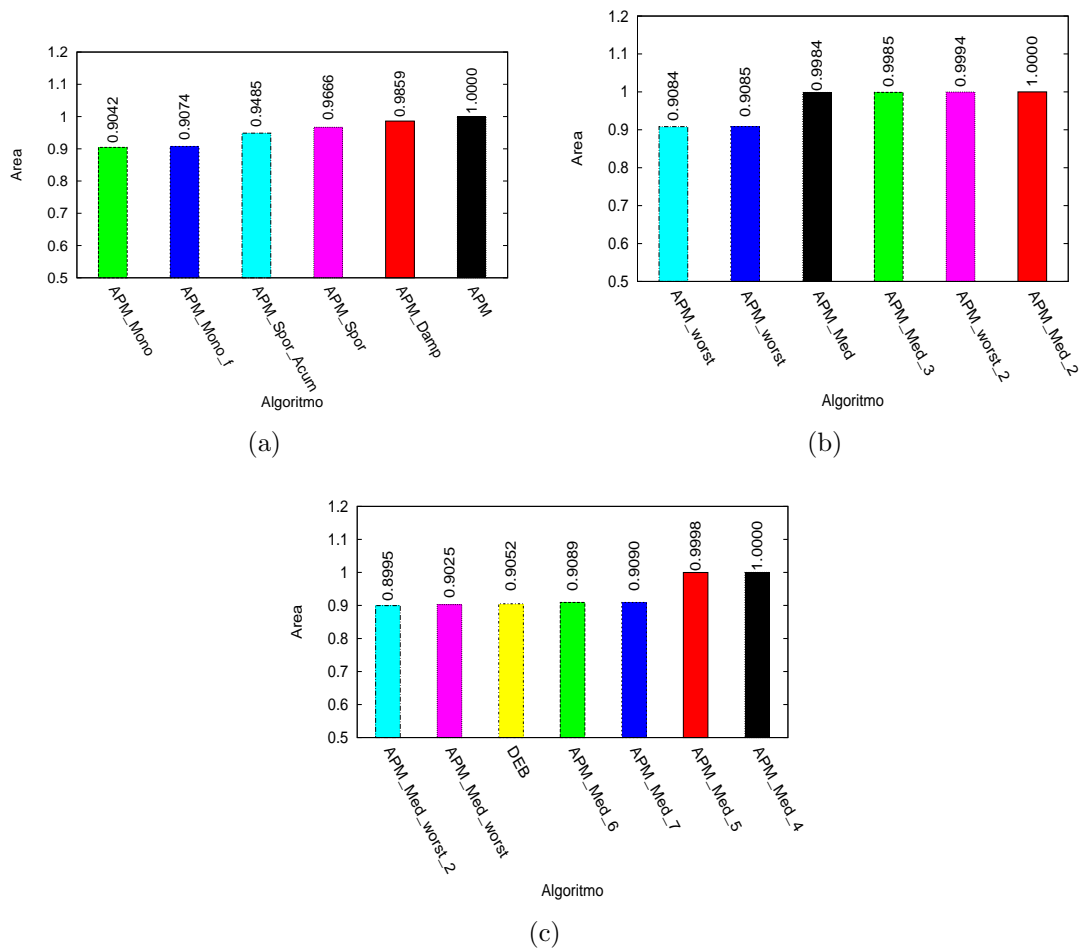 1.2
1.1
1
0.9
0.8
0.7
0.6
0.5
Area
0.9042
0.9074
0.9485
0.9666
0.9859
1.0000
APM_Mono
APM_Mono_f
APM_Spor_Acum
APM_Spor
APM_Damp
APM
Algoritmo
(a)
1.2
1.1
1
0.9
0.8
0.7
0.6
0.5
Area
0.9084
0.9085
0.9984
0.9985
0.9994
1.0000
APM_worst
APM_worst
APM_Med
APM_Med_3
APM_worst_2
APM_Med_2
Algoritmo
(b)
1.2
1.1
1
0.9
0.8
0.7
0.6
0.5
Area
0.8995
0.9025
0.9052
0.9089
0.9090
0.9998
1.0000
APM_Med_worst_2
APM_Med_worst
DEB
APM_Med_6
APM_Med_7
APM_Med_5
APM_Med_4
Algoritmo
(c)